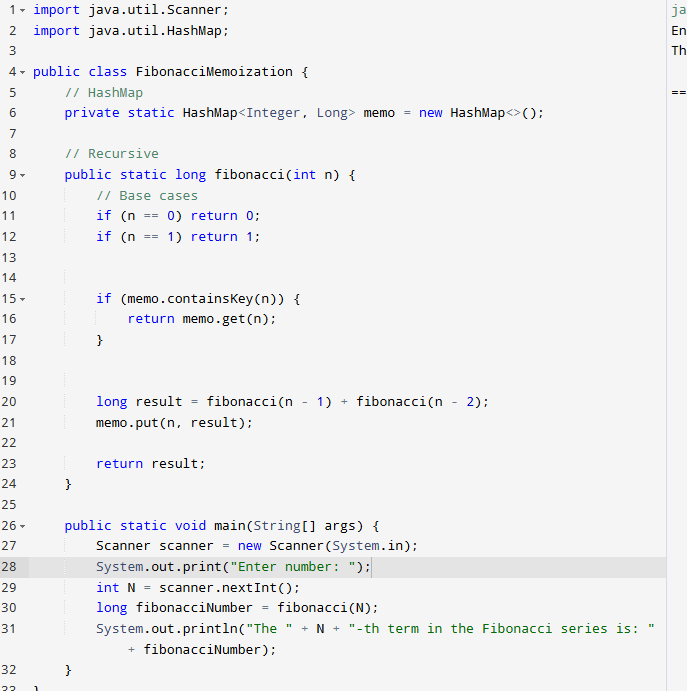 1 import java.util.Scanner;
2 import java.util.HashMap;
3
4 public class FibonacciMemoization {
5     // HashMap
6     private static HashMap<Integer, Long> memo = new HashMap<>();
7
8     // Recursive
9     public static long fibonacci(int n) {
10         // Base cases
11         if (n == 0) return 0;
12         if (n == 1) return 1;
13
14
15         if (memo.containsKey(n)) {
16             return memo.get(n);
17         }
18
19
20         long result = fibonacci(n - 1) + fibonacci(n - 2);
21         memo.put(n, result);
22
23         return result;
24     }
25
26     public static void main(String[] args) {
27         Scanner scanner = new Scanner(System.in);
28         System.out.print("Enter number: ");
29         int N = scanner.nextInt();
30         long fibonacciNumber = fibonacci(N);
31         System.out.println("The " + N + "-th term in the Fibonacci series is: "
            + fibonacciNumber);
32     }
33 }
ja
En
Th
==